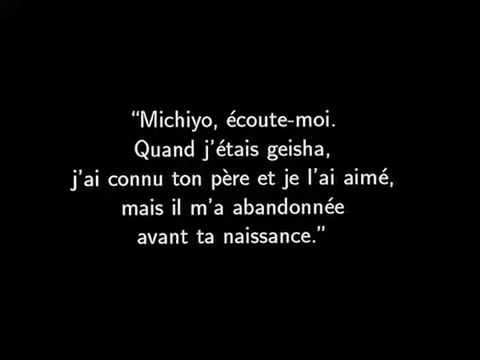 “Michiyo, écoute-moi.
Quand j’étais geisha,
j’ai connu ton père et je l’ai aimé,
mais il m’a abandonnée
avant ta naissance.”